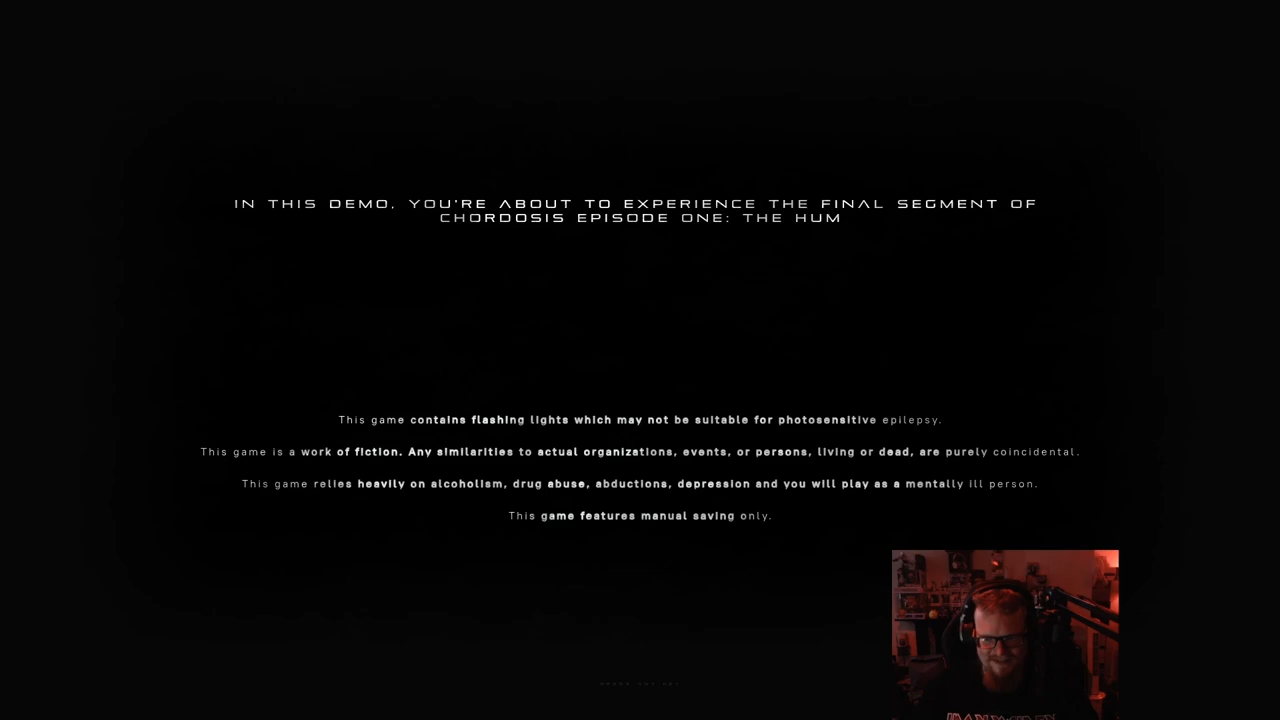 IN THIS DEMO, YOU'RE ABOUT TO EXPERIENCE THE FINAL SEGMENT OF
CHORDOSIS EPISODE ONE: THE HUM
This game contains flashing lights which may not be suitable for photosensitive epilepsy.
This game is a work of fiction. Any similarities to actual organizations, events, or persons, living or dead, are purely coincidental.
This game relies heavily on alcoholism, drug abuse, abductions, depression and you will play as a mentally ill person.
This game features manual saving only.